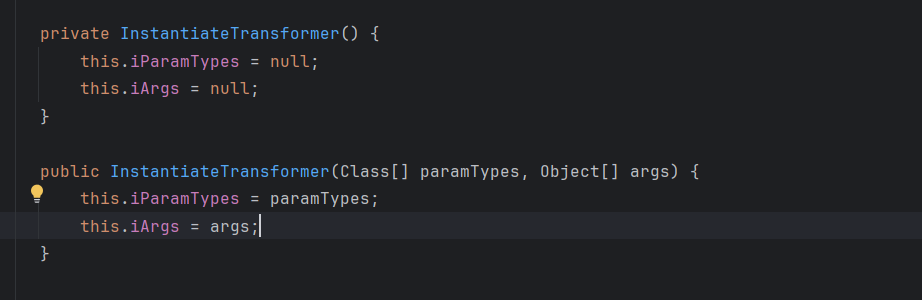 private InstantiateTransformer() {
this.iParamTypes = null;
this.iArgs = null;
}
public InstantiateTransformer(Class[] paramTypes, Object[] args) {
this.iParamTypes = paramTypes;
this.iArgs = args;
}